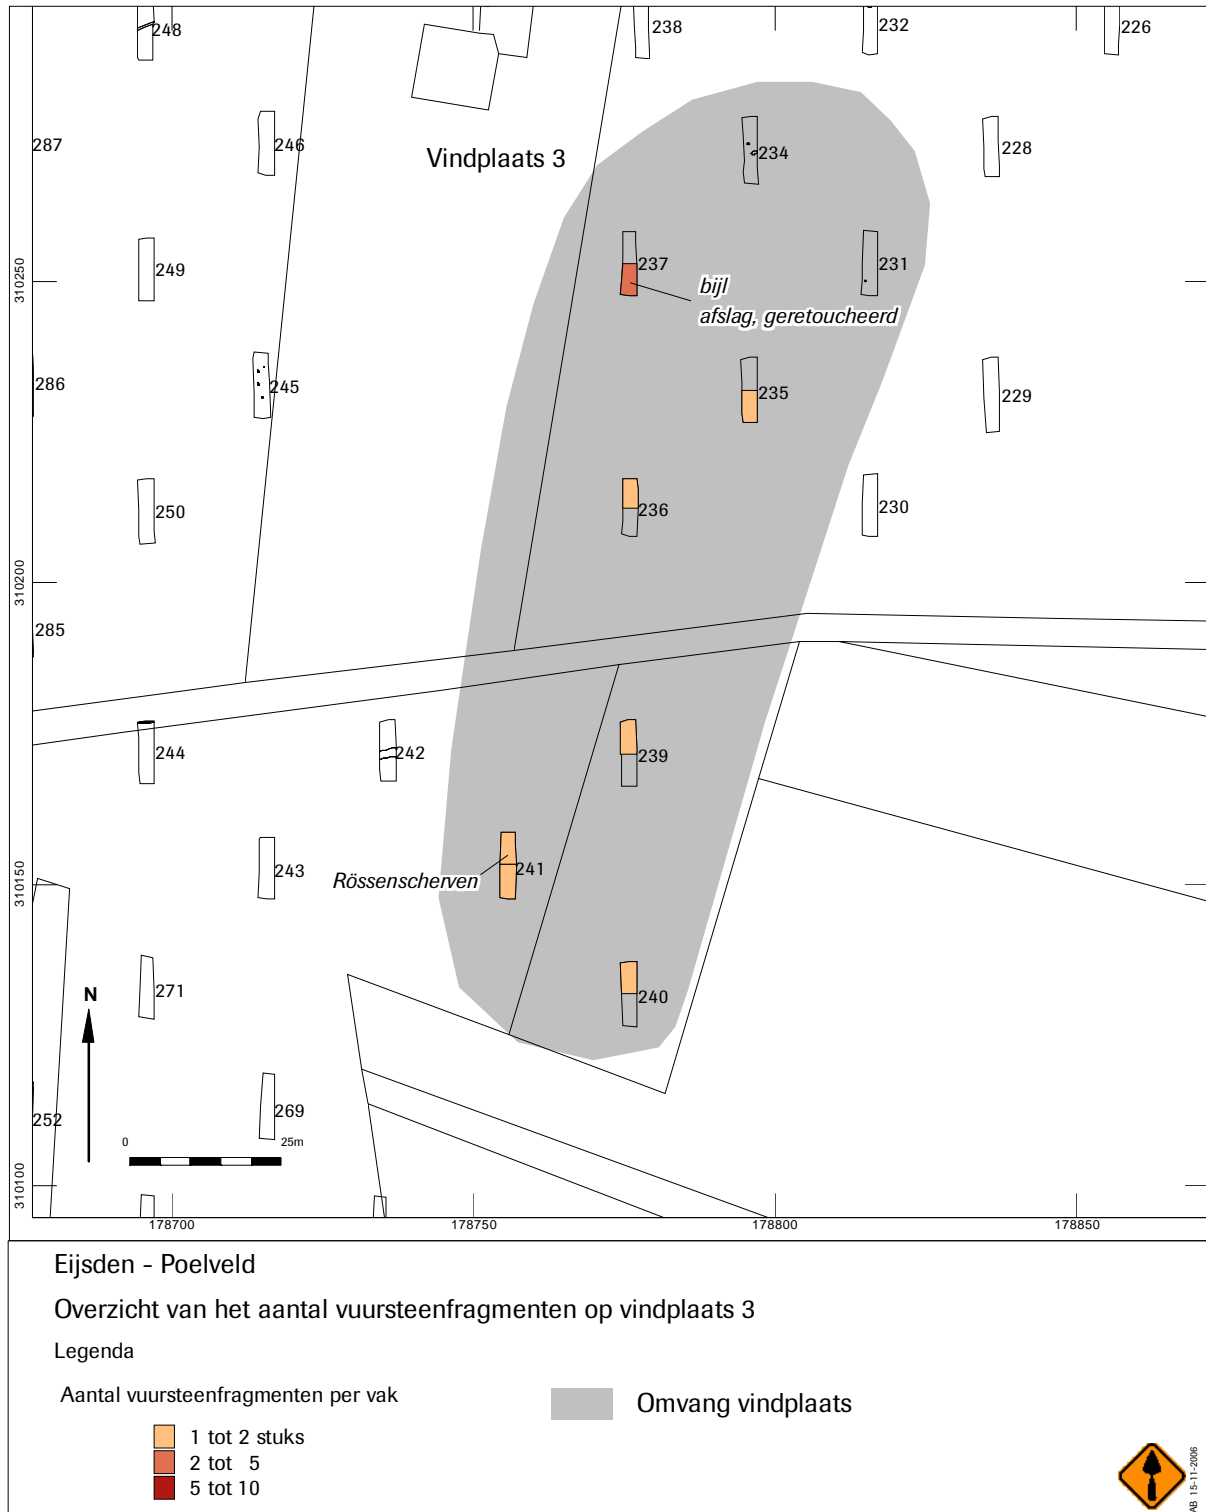 248
238
232
226
287
246
Vindplaats 3
234
228
249
237
231
310250
bijl
afslag, geretoucheerd
286
245
235
229
250
236
230
310200
285
244
242
239
243
Rössenscherven
241
310150
271
240
N
252
269
0 25m
310100
178700 178750 178800 178850
Eijsden - Poelveld
Overzicht van het aantal vuursteenfragmenten op vindplaats 3
Legenda
Aantal vuursteenfragmenten per vak
Omvang vindplaats
1 tot 2 stuks
2 tot 5
5 tot 10
AB 15-11-2006